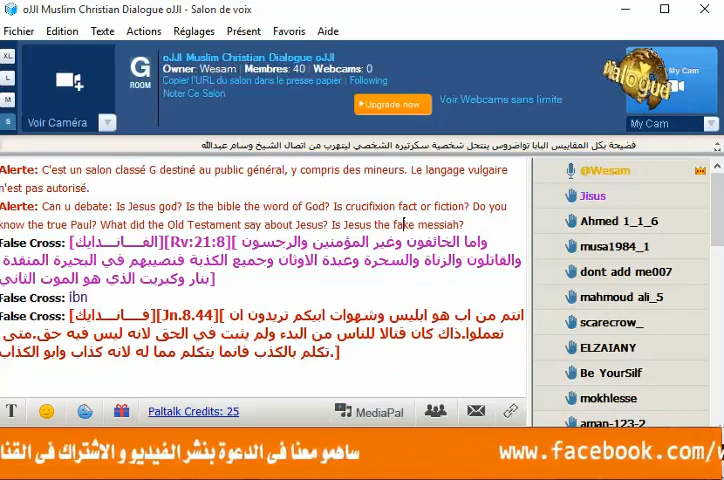 oJJI Muslim Christian Dialogue oJJI - Salon de voix
Fichier Edition Texte Actions Réglages Présent Favoris Aide
XL
L
M
S
Voir Caméra
G
ROOM
oJJI Muslim Christian Dialogue oJJI
Owner: Wesam | Membres: 40 | Webcams: 0
Copier l'URL du salon dans le presse papier | Following
Noter Ce Salon
Upgrade now
Voir Webcams sans limite
Dialogue
My Cam
My Cam
فضيحة بكل المقاييس البابا تواضروس ينتحل شخصية سكرتيره الشخصي ليتهرب من اتصال الشيخ وسام عبدالله
Alerte: C'est un salon classé G destiné au public général, y compris des mineurs. Le langage vulgaire
n'est pas autorisé.
Alerte: Can u debate: Is Jesus god? Is the bible the word of God? Is crucifixion fact or fiction? Do you
know the true Paul? What did the Old Testament say about Jesus? Is Jesus the fake messiah?
False Cross: [الفـــانـــدايك][Rv:21:8][ واما الخائفون وغير المؤمنين والرجسون
والقاتلون والزناة والسحرة وعبدة الاوثان وجميع الكذبة فنصيبهم في البحيرة المتقدة
بنار وكبريت الذي هو الموت الثاني]
False Cross: ibn
False Cross: [فـــانـــدايك][Jn.8.44][ انتم من اب هو ابليس وشهوات ابيكم تريدون ان
تعملوا.ذاك كان قتالا للناس من البدء ولم يثبت في الحق لانه ليس فيه حق.متى
تكلم بالكذب فانما يتكلم مما له لانه كذاب وابو الكذاب.]
@Wesam
Jisus
Ahmed 1_1_6
musa1984_1
dont add me007
mahmoud ali_5
scarecrow_
ELZAIANY
Be YourSilf
mokhlesse
aman-123-2
T
Paltalk Credits: 25
MediaPal
ساهمو معنا فى الدعوة بنشر الفيديو و الاشتراك فى القنا
www.facebook.com/w